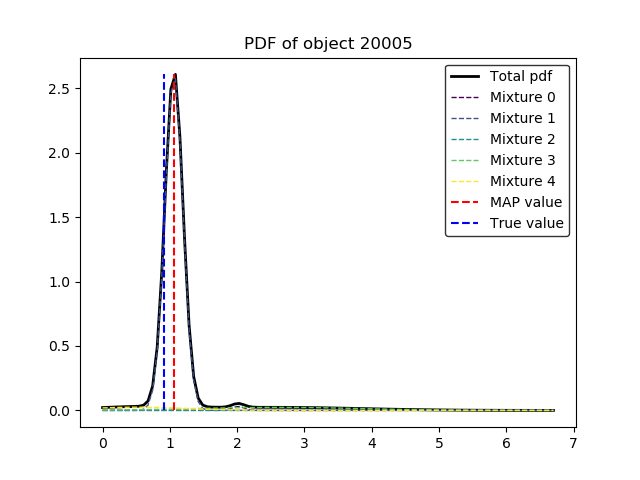 PDF of object 20005
Total pdf
Mixture 0
Mixture 1
Mixture 2
Mixture 3
Mixture 4
MAP value
True value
2.5
2.0
1.5
1.0
0.5
0.0
0 1 2 3 4 5 6 7